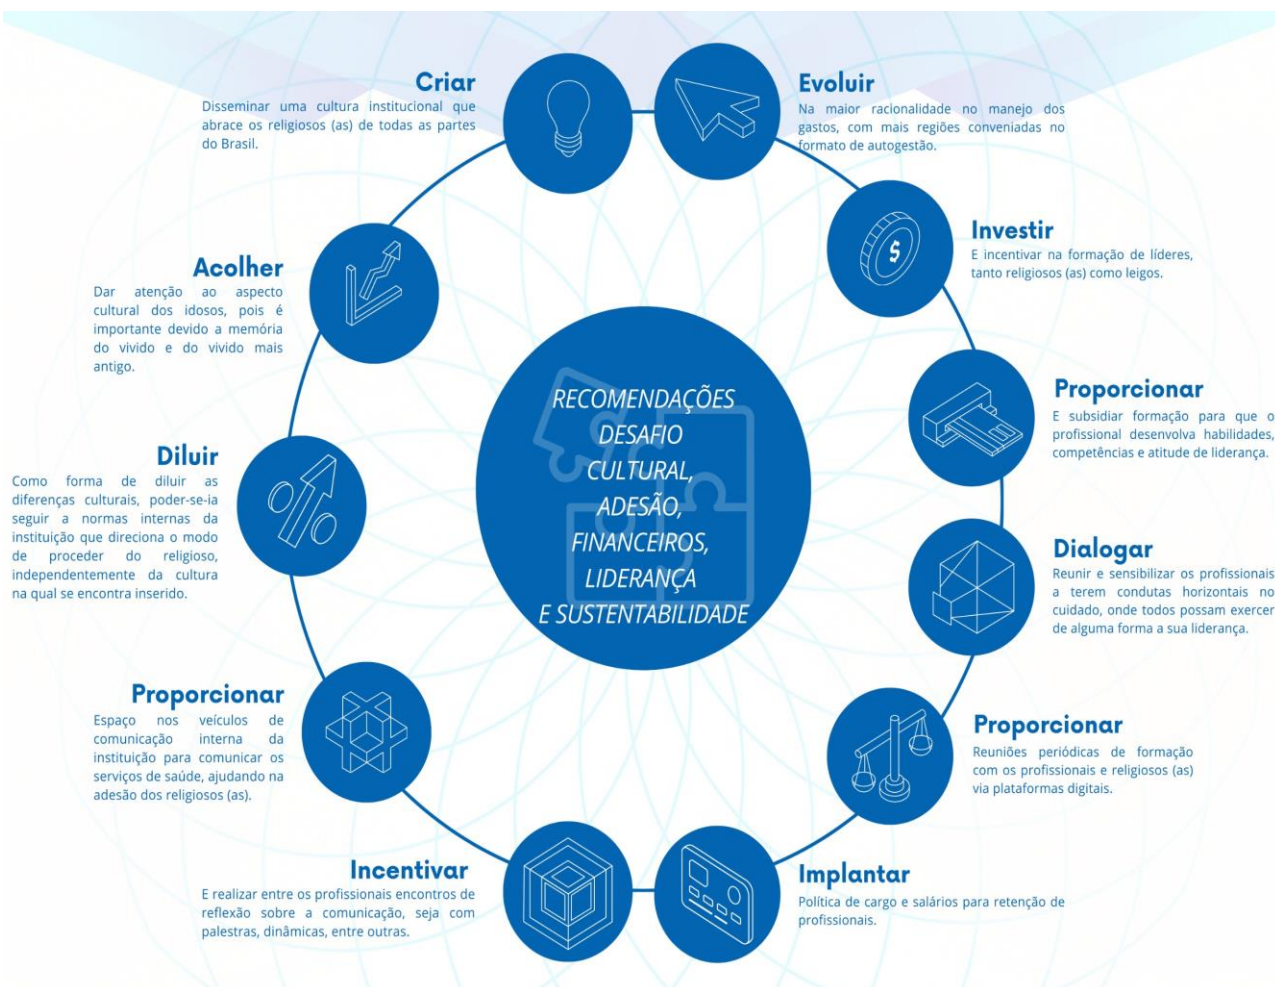 Criar
Disseminar uma cultura institucional que
abrace os religiosos (as) de todas as partes
do Brasil.
Evoluir
Na maior racionalidade no manejo dos
gastos, com mais regiões conveniadas no
formato de autogestão.
Investir
E incentivar na formação de líderes,
tanto religiosos (as) como leigos.
Acolher
Dar atenção ao aspecto
cultural dos idosos, pois é
importante devido a memória
do vivido e do vivido mais
antigo.
Proporcionar
E subsidiar formação para que o
profissional desenvolva habilidades,
competências e atitude de liderança.
RECOMENDAÇÕES
DESAFIO
CULTURAL,
ADESÃO,
FINANCEIROS,
LIDERANÇA
E SUSTENTABILIDADE
Diluir
Como forma de diluir as
diferenças culturais, poder-se-ia
seguir a normas internas da
instituição que direciona o modo
de proceder do religioso,
independentemente da cultura
na qual se encontra inserido.
Dialogar
Reunir e sensibilizar os profissionais
a terem condutas horizontais no
cuidado, onde todos possam exercer
de alguma forma a sua liderança.
Proporcionar
Espaço nos veículos de
comunicação interna da
instituição para comunicar os
serviços de saúde, ajudando na
adesão dos religiosos (as).
Proporcionar
Reuniões periódicas de formação
com os profissionais e religiosos (as)
via plataformas digitais.
Incentivar
E realizar entre os profissionais encontros de
reflexão sobre a comunicação, seja com
palestras, dinâmicas, entre outras.
Implantar
Política de cargo e salários para retenção de
profissionais.
$